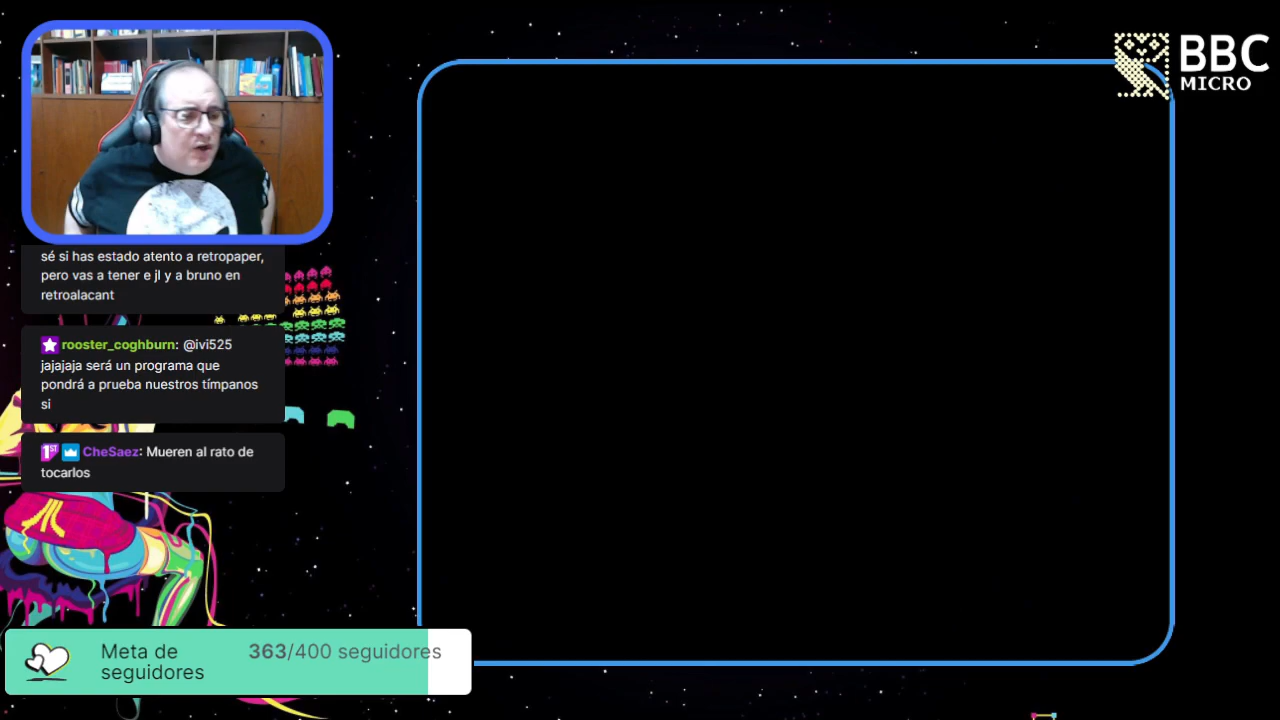 BBC
MICRO
sé si has estado atento a retropaper,
pero vas a tener e jl y a bruno en
retroalacant
rooster_coghburn: @ivi525
jajajaja será un programa que
pondrá a prueba nuestros tímpanos
si
1ST CheSaez: Mueren al rato de
tocarlos
Meta de
seguidores
363/400 seguidores